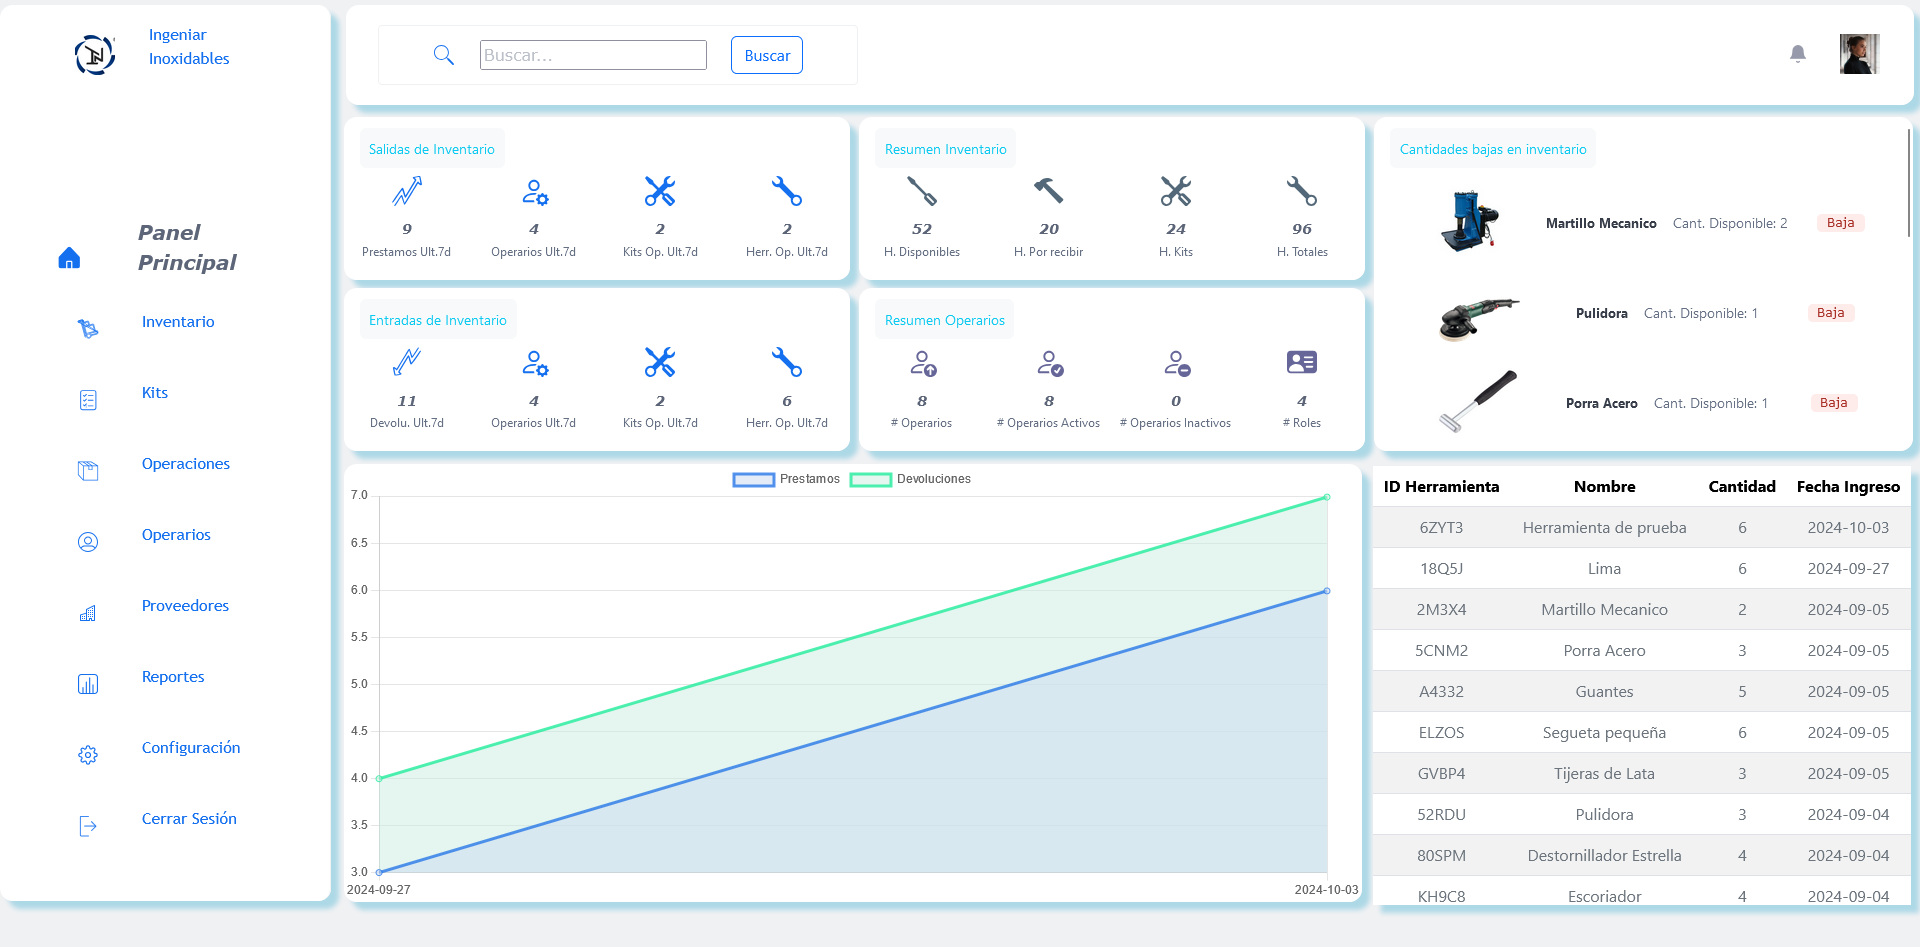 Ingeniar
Inoxidables
Panel
Principal
Inventario
Kits
Operaciones
Operarios
Proveedores
Reportes
Configuración
Cerrar Sesión
Buscar...
Buscar
Salidas de Inventario
9 4 2 2
Prestamos Ult.7d Operarios Ult.7d Kits Op. Ult.7d Herr. Op. Ult.7d
Resumen Inventario
52 20 24 96
H. Disponibles H. Por recibir H. Kits H. Totales
Entradas de Inventario
11 4 2 6
Devolu. Ult.7d Operarios Ult.7d Kits Op. Ult.7d Herr. Op. Ult.7d
Resumen Operarios
8 8 0 4
# Operarios # Operarios Activos # Operarios Inactivos # Roles
Cantidades bajas en inventario
Martillo Mecanico Cant. Disponible: 2 Baja
Pulidora Cant. Disponible: 1 Baja
Porra Acero Cant. Disponible: 1 Baja
Prestamos Devoluciones
7.0
6.5
6.0
5.5
5.0
4.5
4.0
3.5
3.0
2024-09-27 2024-10-03
ID Herramienta Nombre Cantidad Fecha Ingreso
6ZYT3 Herramienta de prueba 6 2024-10-03
18Q5J Lima 6 2024-09-27
2M3X4 Martillo Mecanico 2 2024-09-05
5CNM2 Porra Acero 3 2024-09-05
A4332 Guantes 5 2024-09-05
ELZOS Segueta pequeña 6 2024-09-05
GVBP4 Tijeras de Lata 3 2024-09-05
52RDU Pulidora 3 2024-09-04
80SPM Destornillador Estrella 4 2024-09-04
KH9C8 Escoriador 4 2024-09-04